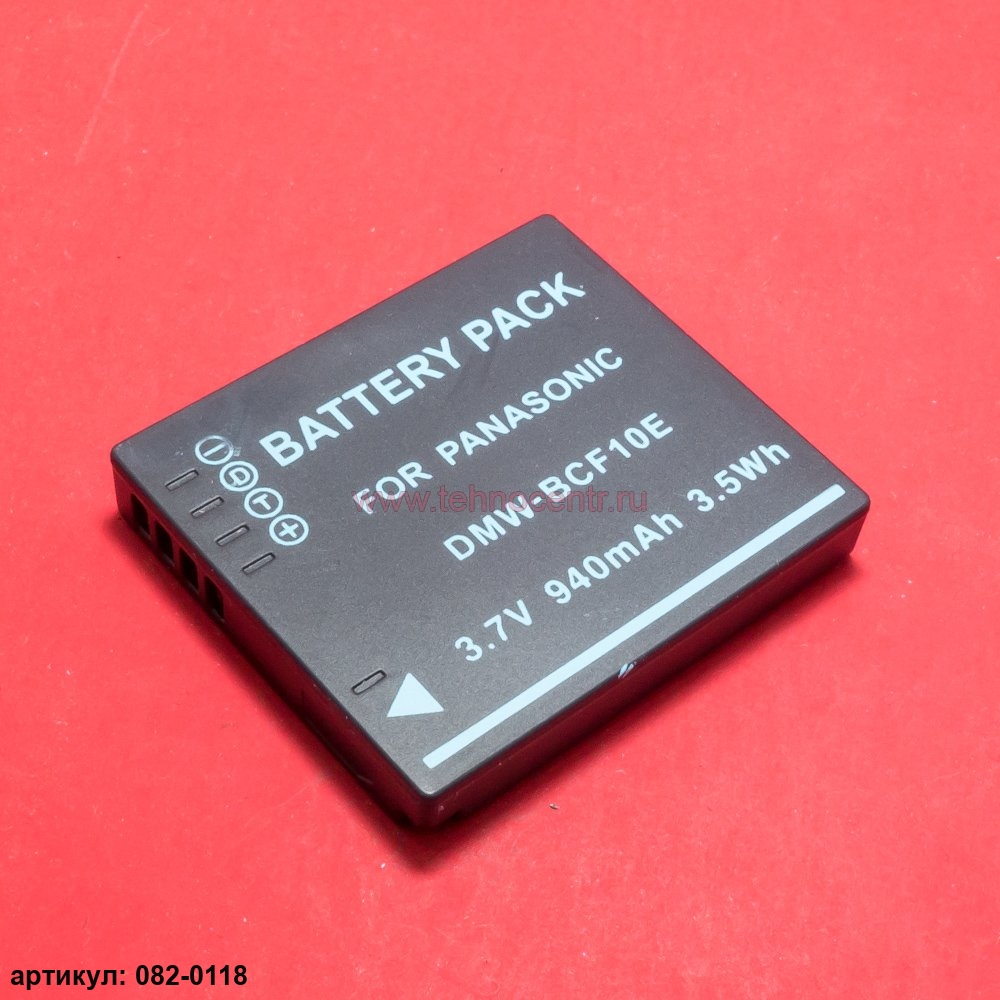 BATTERY PACK
FOR PANASONIC
DMW-BCF10E
3.7V 940mAh 3.5Wh
D
T
www.tehnocentr.ru
артикул: 082-0118